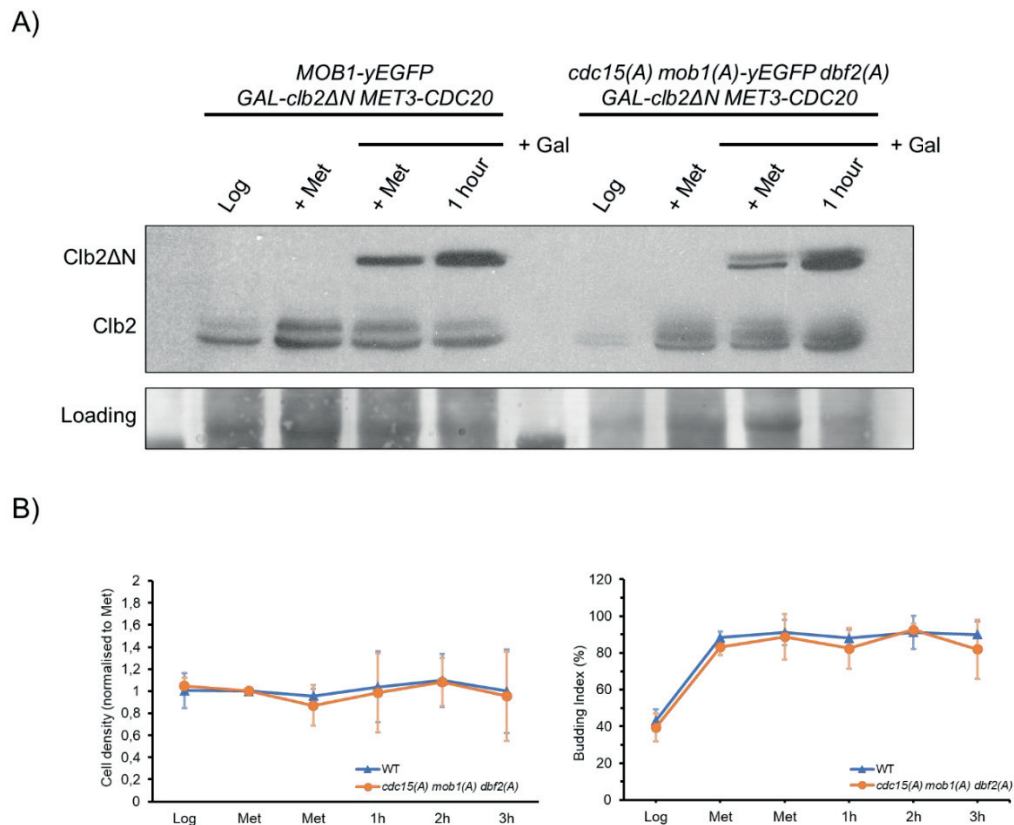 A)
MOB1-yEGFP
GAL-clb2ΔN MET3-CDC20
cdc15(A) mob1(A)-yEGFP dbf2(A)
GAL-clb2ΔN MET3-CDC20
+ Gal
+ Gal
Log
+ Met
+ Met
1 hour
Log
+ Met
+ Met
1 hour
Clb2ΔN
Clb2
Loading
B)
Cell density (normalised to Met)
2
1,8
1,6
1,4
1,2
1
0,8
0,6
0,4
0,2
0
WT
cdc15(A) mob1(A) dbf2(A)
Log
Met
Met
1h
2h
3h
Budding Index (%)
120
100
80
60
40
20
0
WT
cdc15(A) mob1(A) dbf2(A)
Log
Met
Met
1h
2h
3h